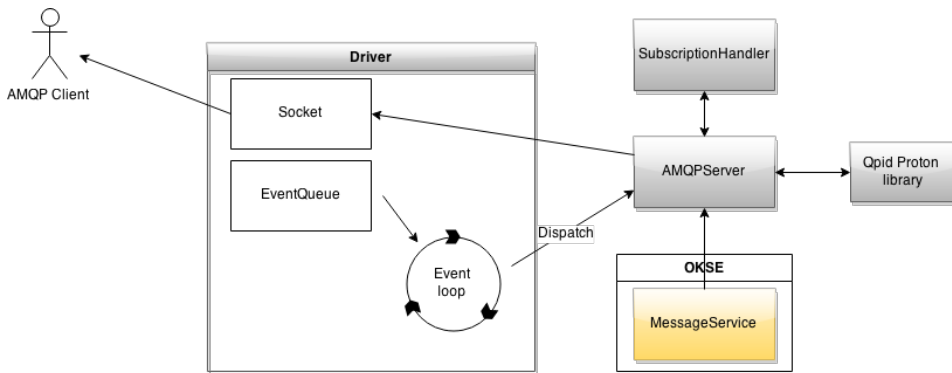 AMQP Client
Driver
Socket
EventQueue
Event
loop
Dispatch
SubscriptionHandler
AMQPServer
Qpid Proton
library
OKSE
MessageService